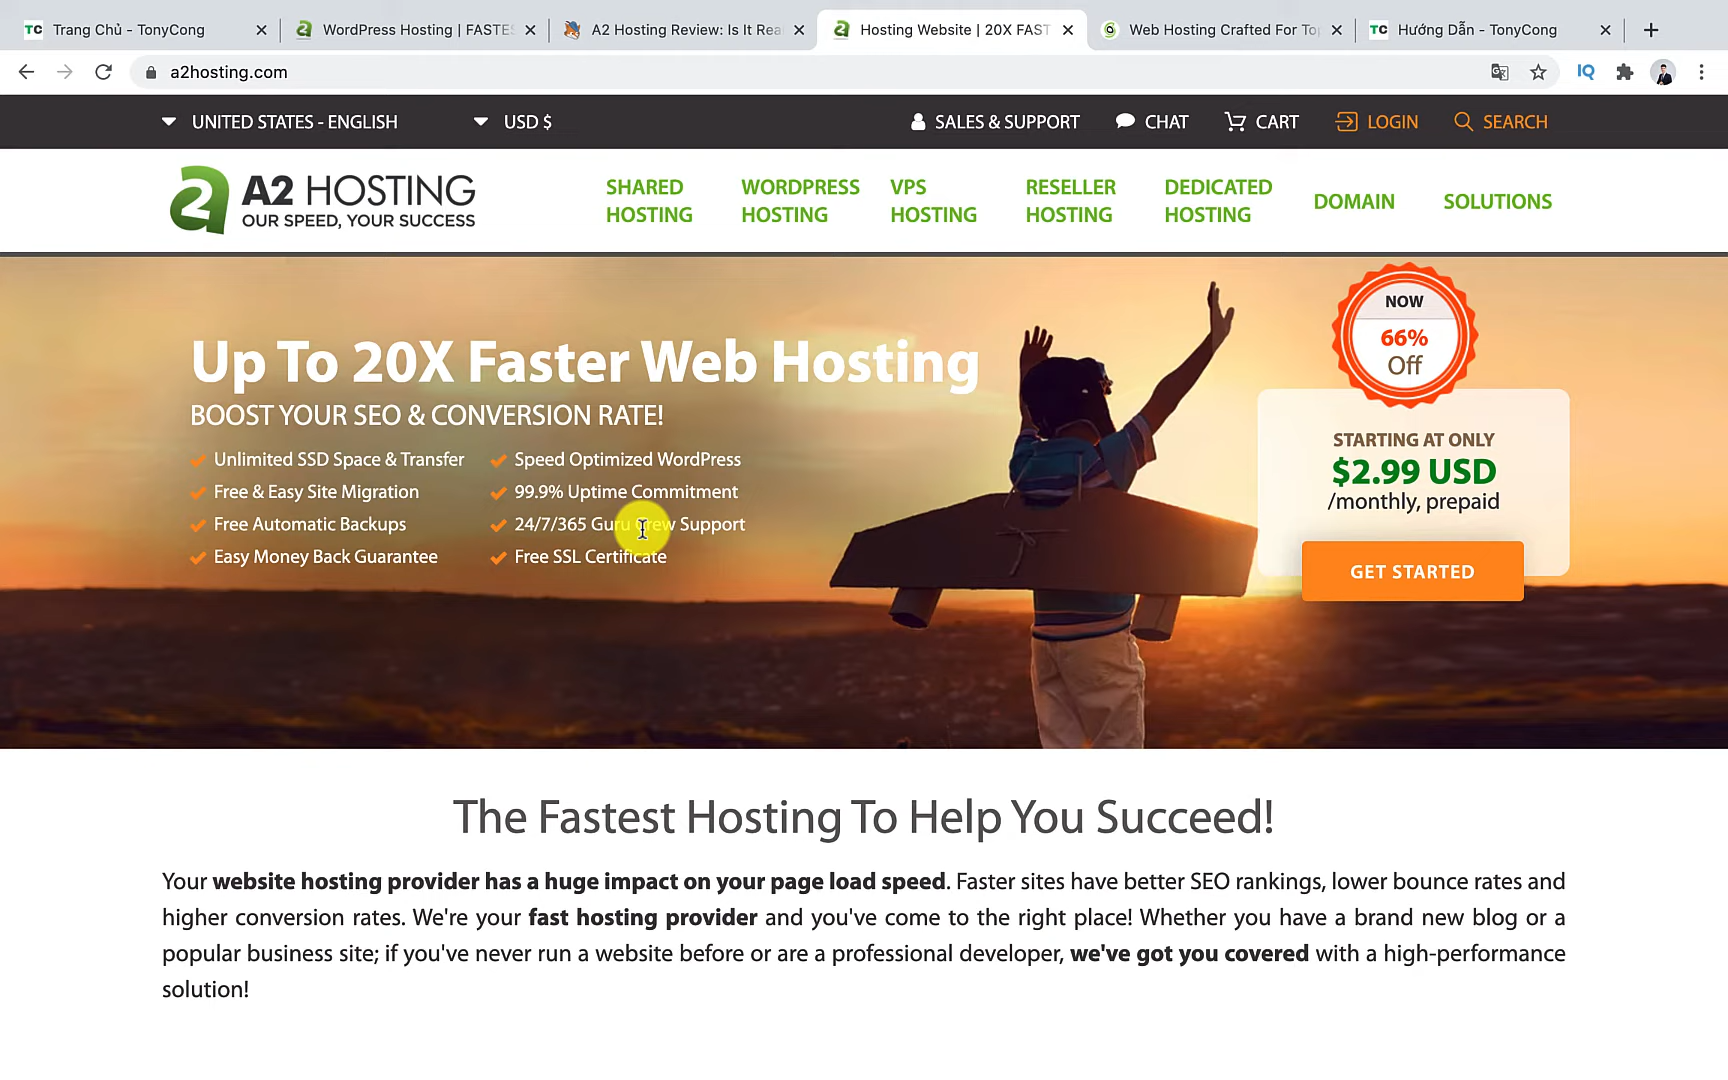 Trang Chủ - TonyCong
WordPress Hosting | FASTES
A2 Hosting Review: Is It Rea
Hosting Website | 20X FAST
Web Hosting Crafted For To
Hướng Dẫn - TonyCong
a2hosting.com
IQ
UNITED STATES - ENGLISH
USD $
SALES & SUPPORT
CHAT
CART
LOGIN
SEARCH
A2 HOSTING
OUR SPEED, YOUR SUCCESS
SHARED
HOSTING
WORDPRESS
HOSTING
VPS
HOSTING
RESELLER
HOSTING
DEDICATED
HOSTING
DOMAIN
SOLUTIONS
Up To 20X Faster Web Hosting
BOOST YOUR SEO & CONVERSION RATE!
Unlimited SSD Space & Transfer
Free & Easy Site Migration
Free Automatic Backups
Easy Money Back Guarantee
Speed Optimized WordPress
99.9% Uptime Commitment
24/7/365 Guru Crew Support
Free SSL Certificate
NOW
66%
Off
STARTING AT ONLY
$2.99 USD
/monthly, prepaid
GET STARTED
The Fastest Hosting To Help You Succeed!
Your website hosting provider has a huge impact on your page load speed. Faster sites have better SEO rankings, lower bounce rates and
higher conversion rates. We're your fast hosting provider and you've come to the right place! Whether you have a brand new blog or a
popular business site; if you've never run a website before or are a professional developer, we've got you covered with a high-performance
solution!